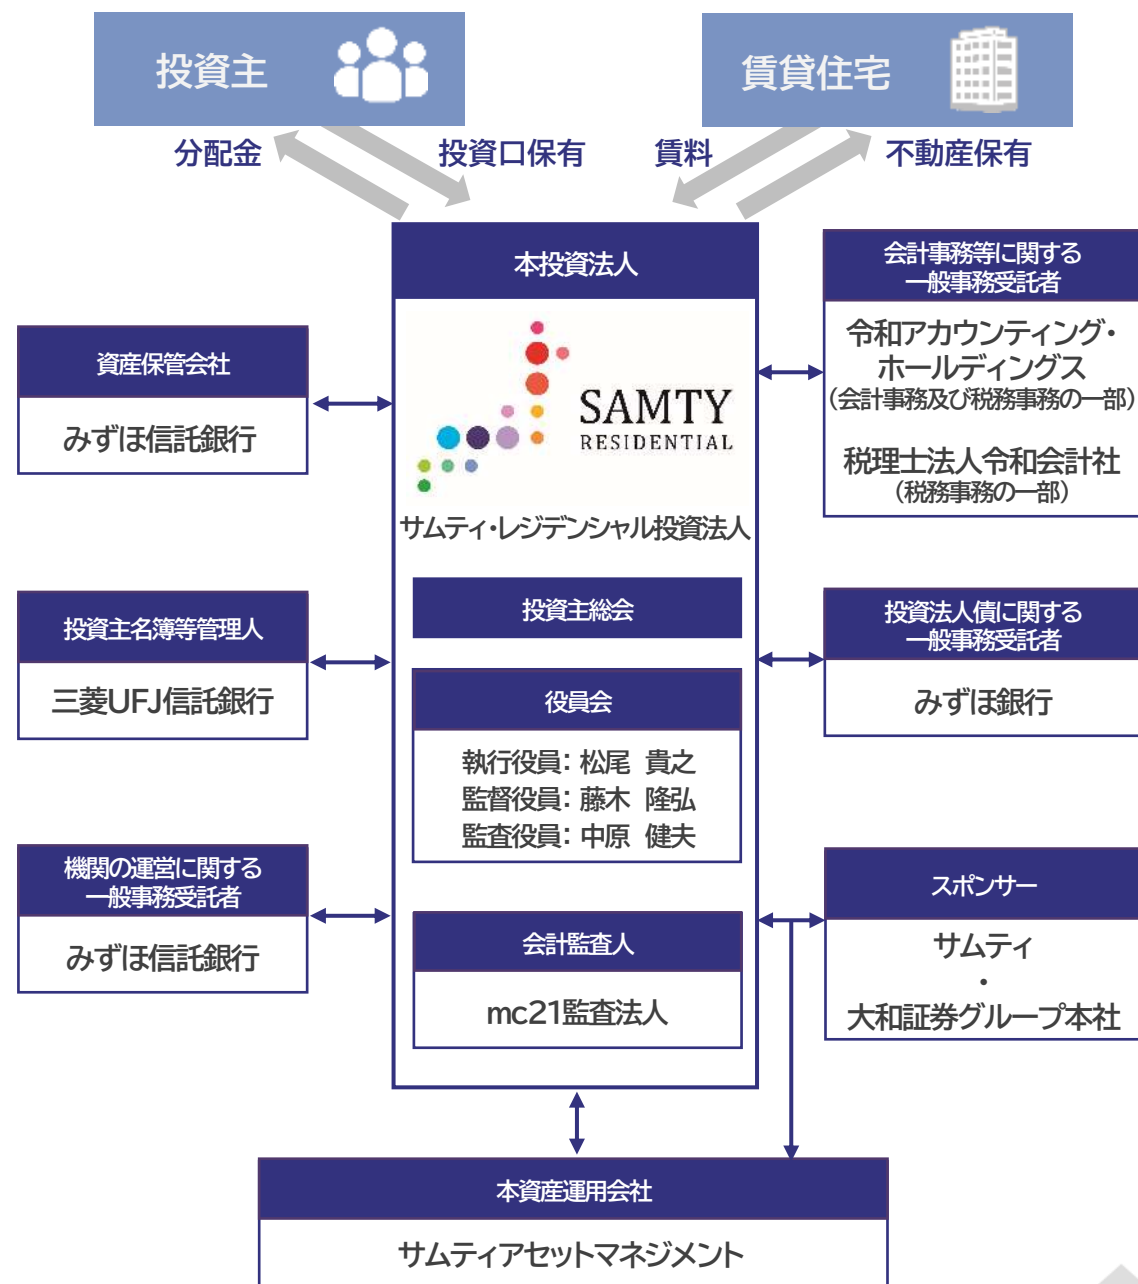 投資主
賃貸住宅
分配金
投資口保有
賃料
不動産保有
本投資法人
SAMTY
RESIDENTIAL
サムティ・レジデンシャル投資法人
投資主総会
役員会
執行役員：松尾 貴之
監督役員：藤木 隆弘
監査役員：中原 健夫
会計監査人
mc21監査法人
資産保管会社
みずほ信託銀行
投資主名簿等管理人
三菱UFJ信託銀行
機関の運営に関する
一般事務受託者
みずほ信託銀行
会計事務等に関する
一般事務受託者
令和アカウンティング・
ホールディングス
（会計事務及び税務事務の一部）
税理士法人令和会計社
（税務事務の一部）
投資法人債に関する
一般事務受託者
みずほ銀行
スポンサー
サムティ
・
大和証券グループ本社
本資産運用会社
サムティアセットマネジメント